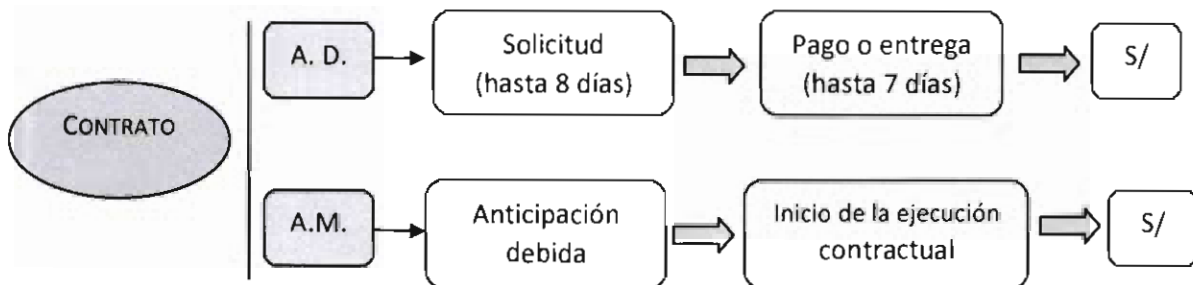 CONTRATO
A. D.
Solicitud
(hasta 8 días)
Pago o entrega
(hasta 7 días)
S/
A.M.
Anticipación
debida
Inicio de la ejecución
contractual
S/